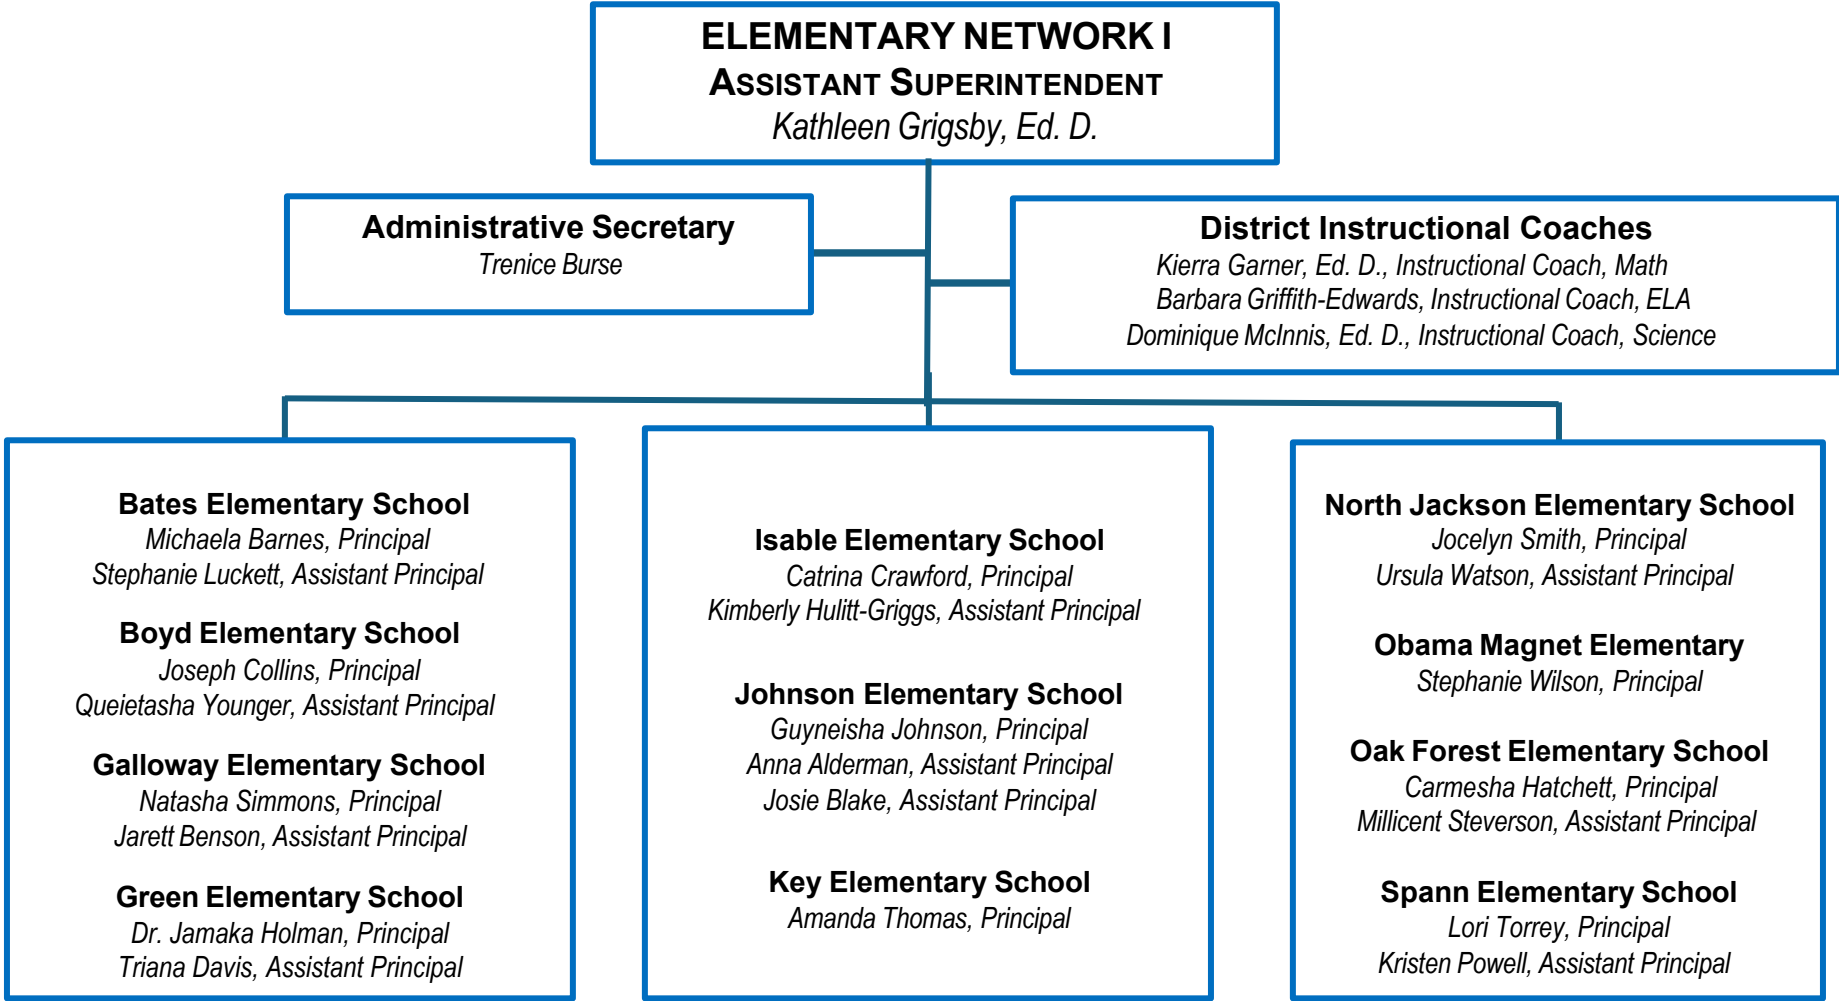 ELEMENTARY NETWORK I
ASSISTANT SUPERINTENDENT
Kathleen Grigsby, Ed. D.
Administrative Secretary
Trenice Burse
District Instructional Coaches
Kierra Garner, Ed. D., Instructional Coach, Math
Barbara Griffith-Edwards, Instructional Coach, ELA
Dominique McInnis, Ed. D., Instructional Coach, Science
Bates Elementary School
Michaela Barnes, Principal
Stephanie Luckett, Assistant Principal
Boyd Elementary School
Joseph Collins, Principal
Queietasha Younger, Assistant Principal
Galloway Elementary School
Natasha Simmons, Principal
Jarett Benson, Assistant Principal
Green Elementary School
Dr. Jamaka Holman, Principal
Triana Davis, Assistant Principal
Isable Elementary School
Catrina Crawford, Principal
Kimberly Hulitt-Griggs, Assistant Principal
Johnson Elementary School
Guyneisha Johnson, Principal
Anna Alderman, Assistant Principal
Josie Blake, Assistant Principal
Key Elementary School
Amanda Thomas, Principal
North Jackson Elementary School
Jocelyn Smith, Principal
Ursula Watson, Assistant Principal
Obama Magnet Elementary
Stephanie Wilson, Principal
Oak Forest Elementary School
Carmesha Hatchett, Principal
Millicent Steverson, Assistant Principal
Spann Elementary School
Lori Torrey, Principal
Kristen Powell, Assistant Principal